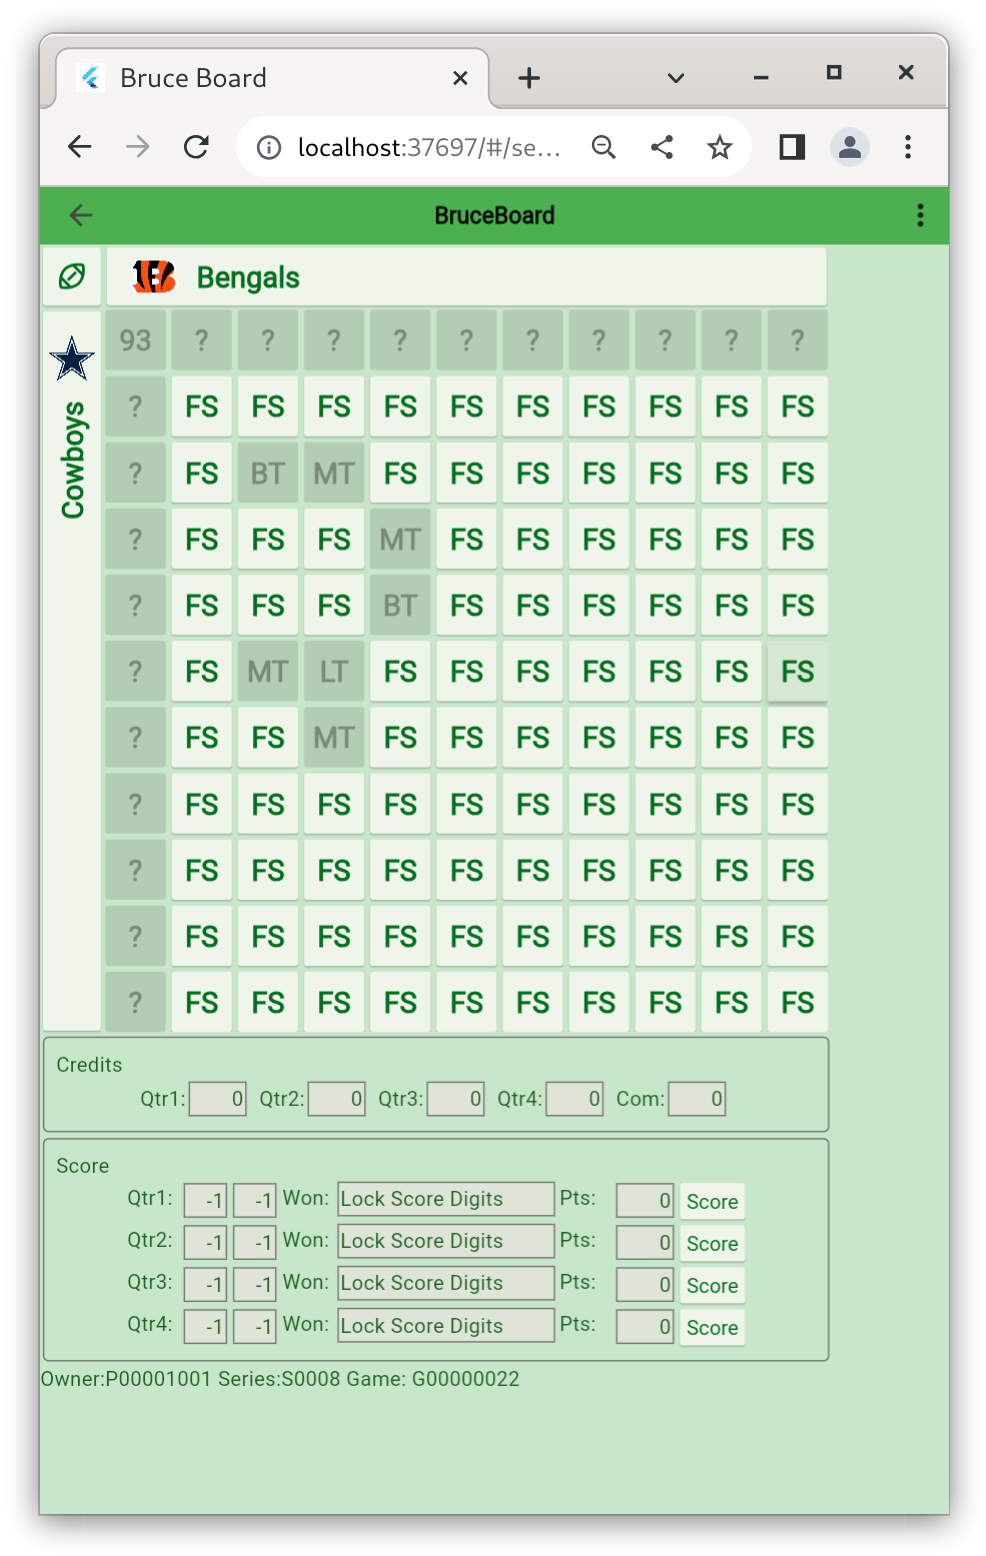 Bruce Board
localhost:37697/#/se...
BruceBoard
Bengals
Cowboys
93 ? ? ? ? ? ? ? ? ? ?
? FS FS FS FS FS FS FS FS FS FS
? FS BT MT FS FS FS FS FS FS FS
? FS FS FS MT FS FS FS FS FS FS
? FS FS FS BT FS FS FS FS FS FS
? FS MT LT FS FS FS FS FS FS FS
? FS FS MT FS FS FS FS FS FS FS
? FS FS FS FS FS FS FS FS FS FS
? FS FS FS FS FS FS FS FS FS FS
? FS FS FS FS FS FS FS FS FS FS
? FS FS FS FS FS FS FS FS FS FS
Credits
Qtr1: 0 Qtr2: 0 Qtr3: 0 Qtr4: 0 Com: 0
Score
Qtr1: -1 -1 Won: Lock Score Digits Pts: 0 Score
Qtr2: -1 -1 Won: Lock Score Digits Pts: 0 Score
Qtr3: -1 -1 Won: Lock Score Digits Pts: 0 Score
Qtr4: -1 -1 Won: Lock Score Digits Pts: 0 Score
Owner:P00001001 Series:S0008 Game: G00000022